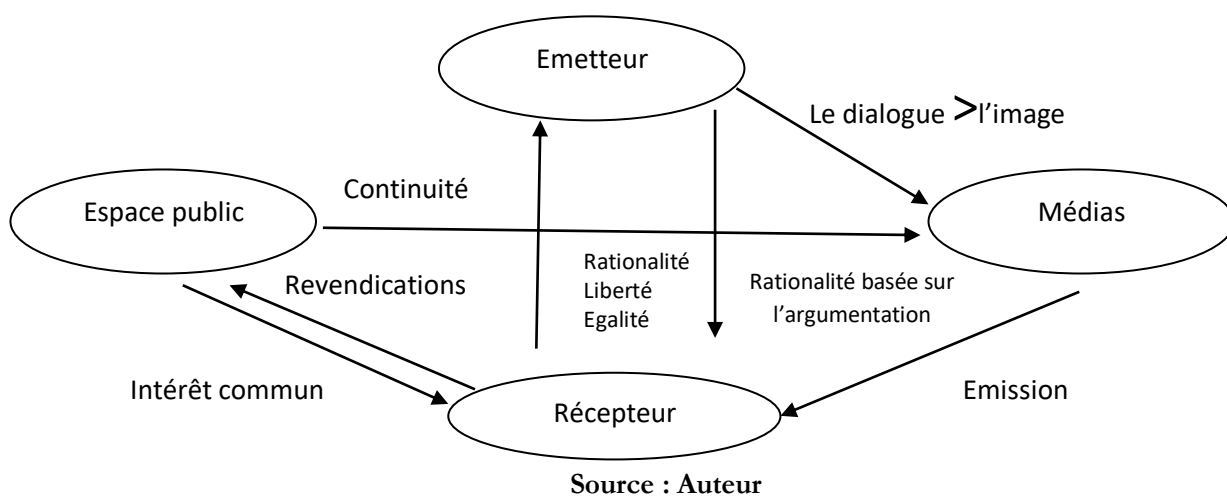 Emetteur
Le dialogue >l’image
Continuité
Espace public
Médias
Rationalité
Liberté
Egalité
Rationalité basée sur
l’argumentation
Revendications
Intérêt commun
Récepteur
Emission
Source : Auteur